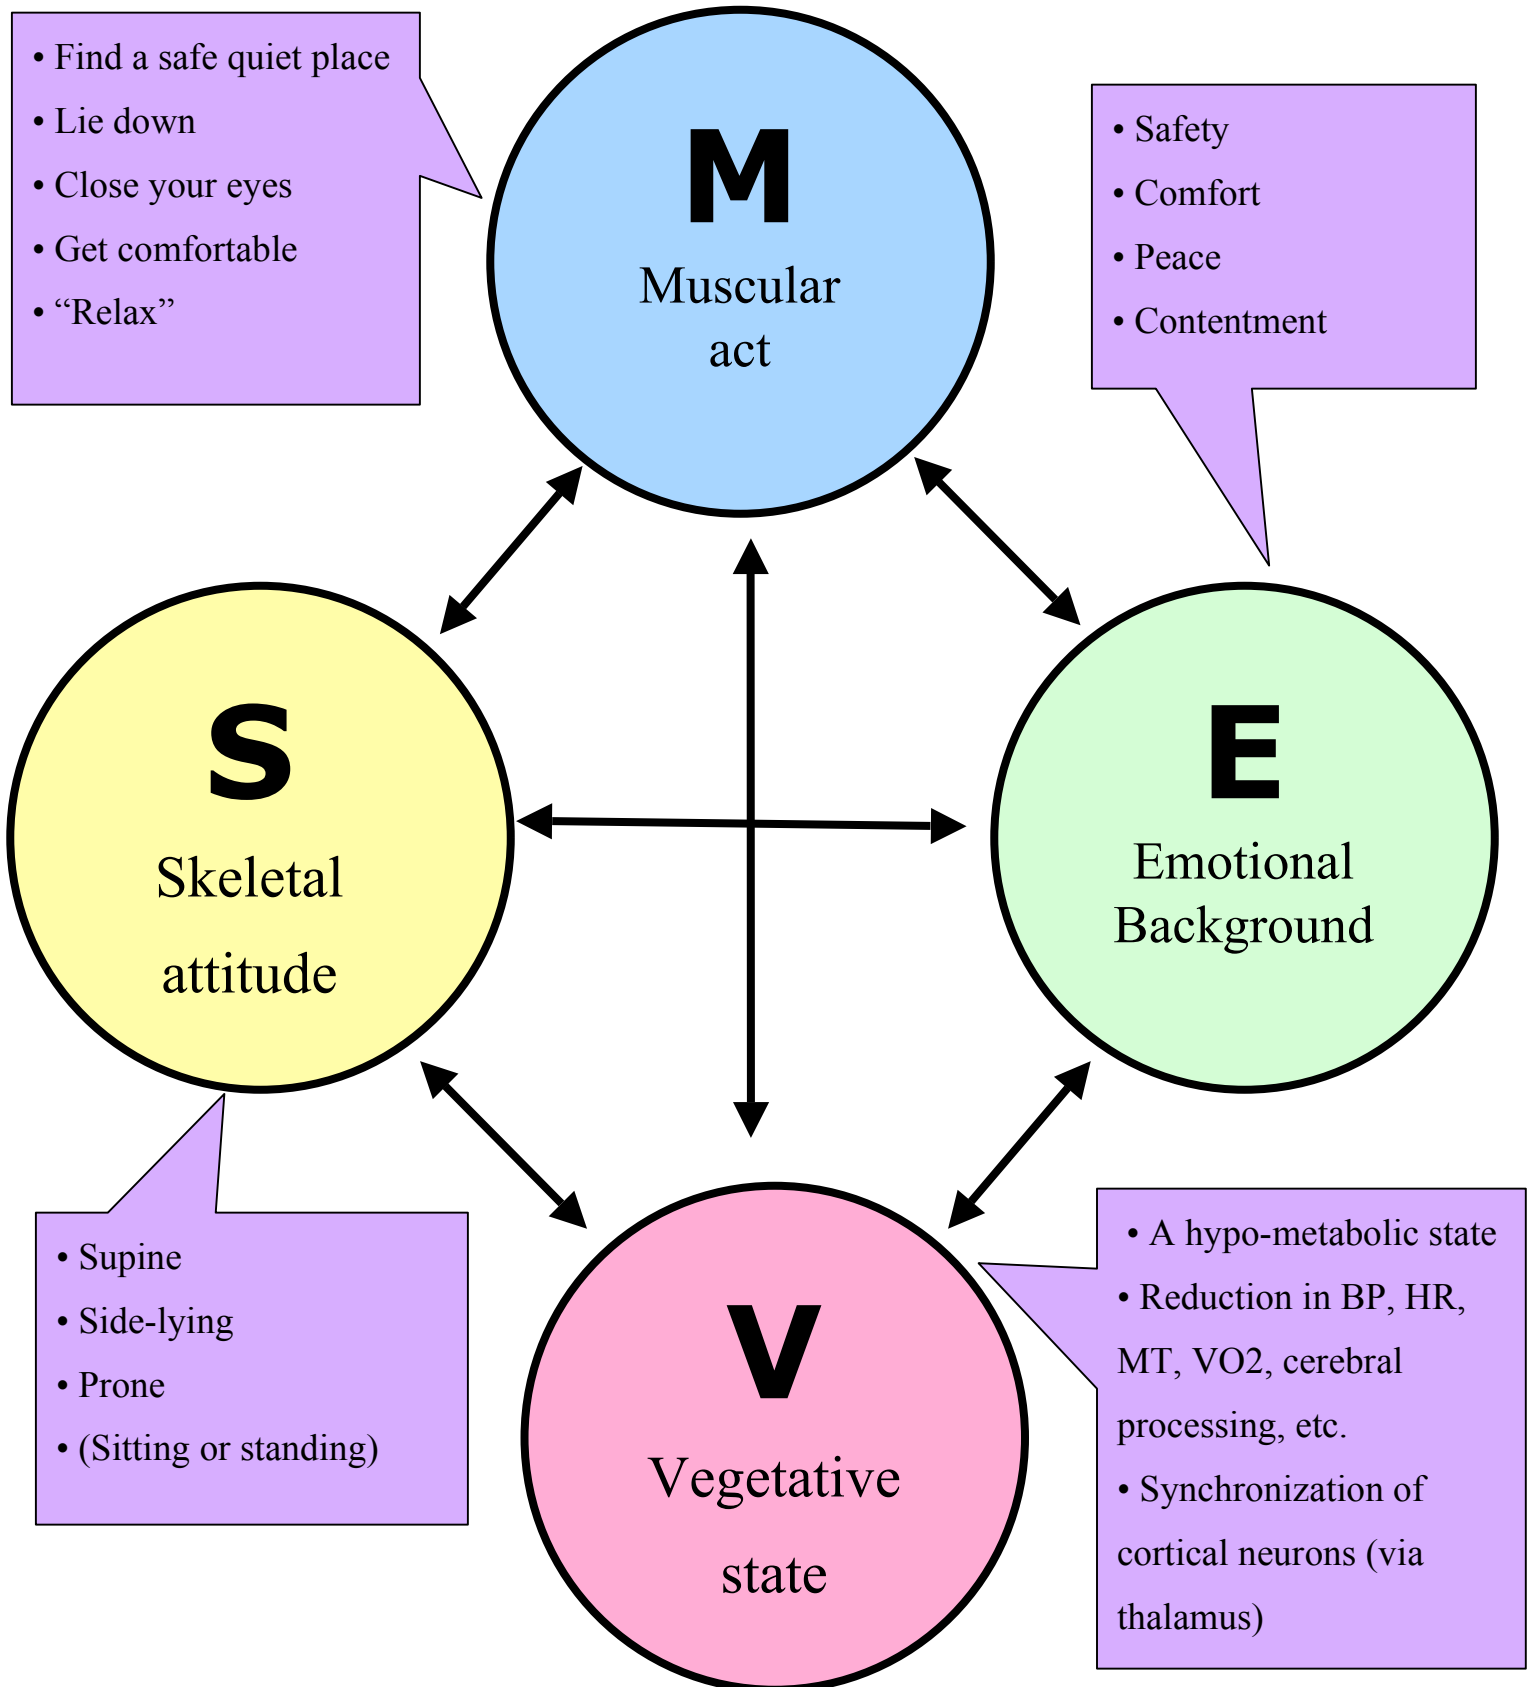 • Find a safe quiet place
• Lie down
• Close your eyes
• Get comfortable
• “Relax”
M
Muscular
act
• Safety
• Comfort
• Peace
• Contentment
S
Skeletal
attitude
E
Emotional
Background
• Supine
• Side-lying
• Prone
• (Sitting or standing)
V
Vegetative
state
• A hypo-metabolic state
• Reduction in BP, HR,
MT, VO2, cerebral
processing, etc.
• Synchronization of
cortical neurons (via
thalamus)